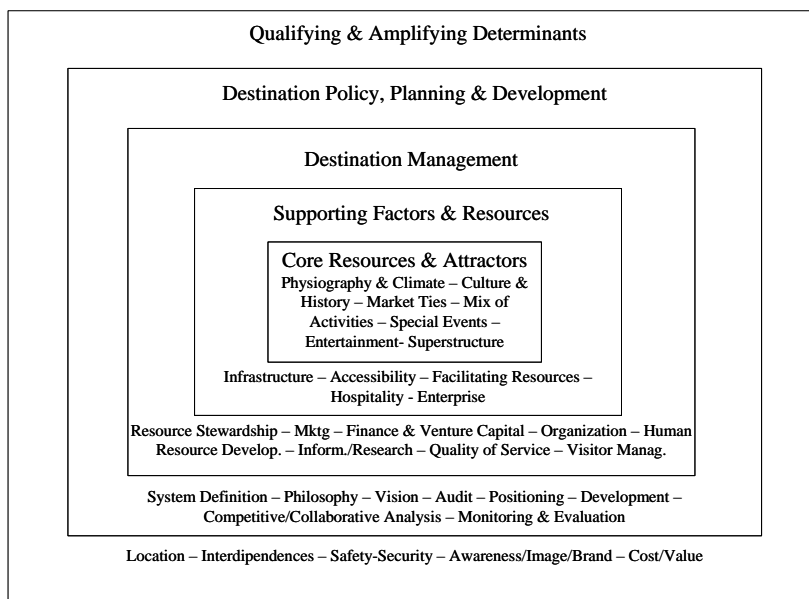 Qualifying & Amplifying Determinants
Destination Policy, Planning & Development
Destination Management
Supporting Factors & Resources
Core Resources & Attractors
Physiography & Climate – Culture &
History – Market Ties – Mix of
Activities – Special Events –
Entertainment- Superstructure
Infrastructure – Accessibility – Facilitating Resources –
Hospitality - Enterprise
Resource Stewardship – Mktg – Finance & Venture Capital – Organization – Human
Resource Develop. – Inform./Research – Quality of Service – Visitor Manag.
System Definition – Philosophy – Vision – Audit – Positioning – Development –
Competitive/Collaborative Analysis – Monitoring & Evaluation
Location – Interdipendences – Safety-Security – Awareness/Image/Brand – Cost/Value